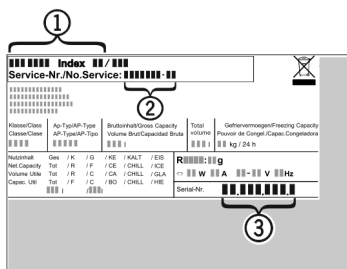 1
Index /
Service-Nr./No.Service: -
2
Klasse/Class Ap-Typ/AP-Type Bruttoinhalt/Gross Capacity Total Gefriervermoegen/Freezing Capacity
Classe/Clase AP-Type/AP-Tipo Volume Brut/Capacidad Bruta volume Pouvoir de Congel./Capac.Congeladora
l l kg / 24 h
Nutzinhalt Ges / K / G / KE / KALT / EIS
Net.Capacity Tot / R / F / CE / CHILL / ICE
Volume Utile Tot / R / C / CA / CHILL / GLA
Capac. Util Tot / F / C / BO / CHILL / HIE
l / l
R : g
W A - V Hz
Serial-Nr. . . .
3